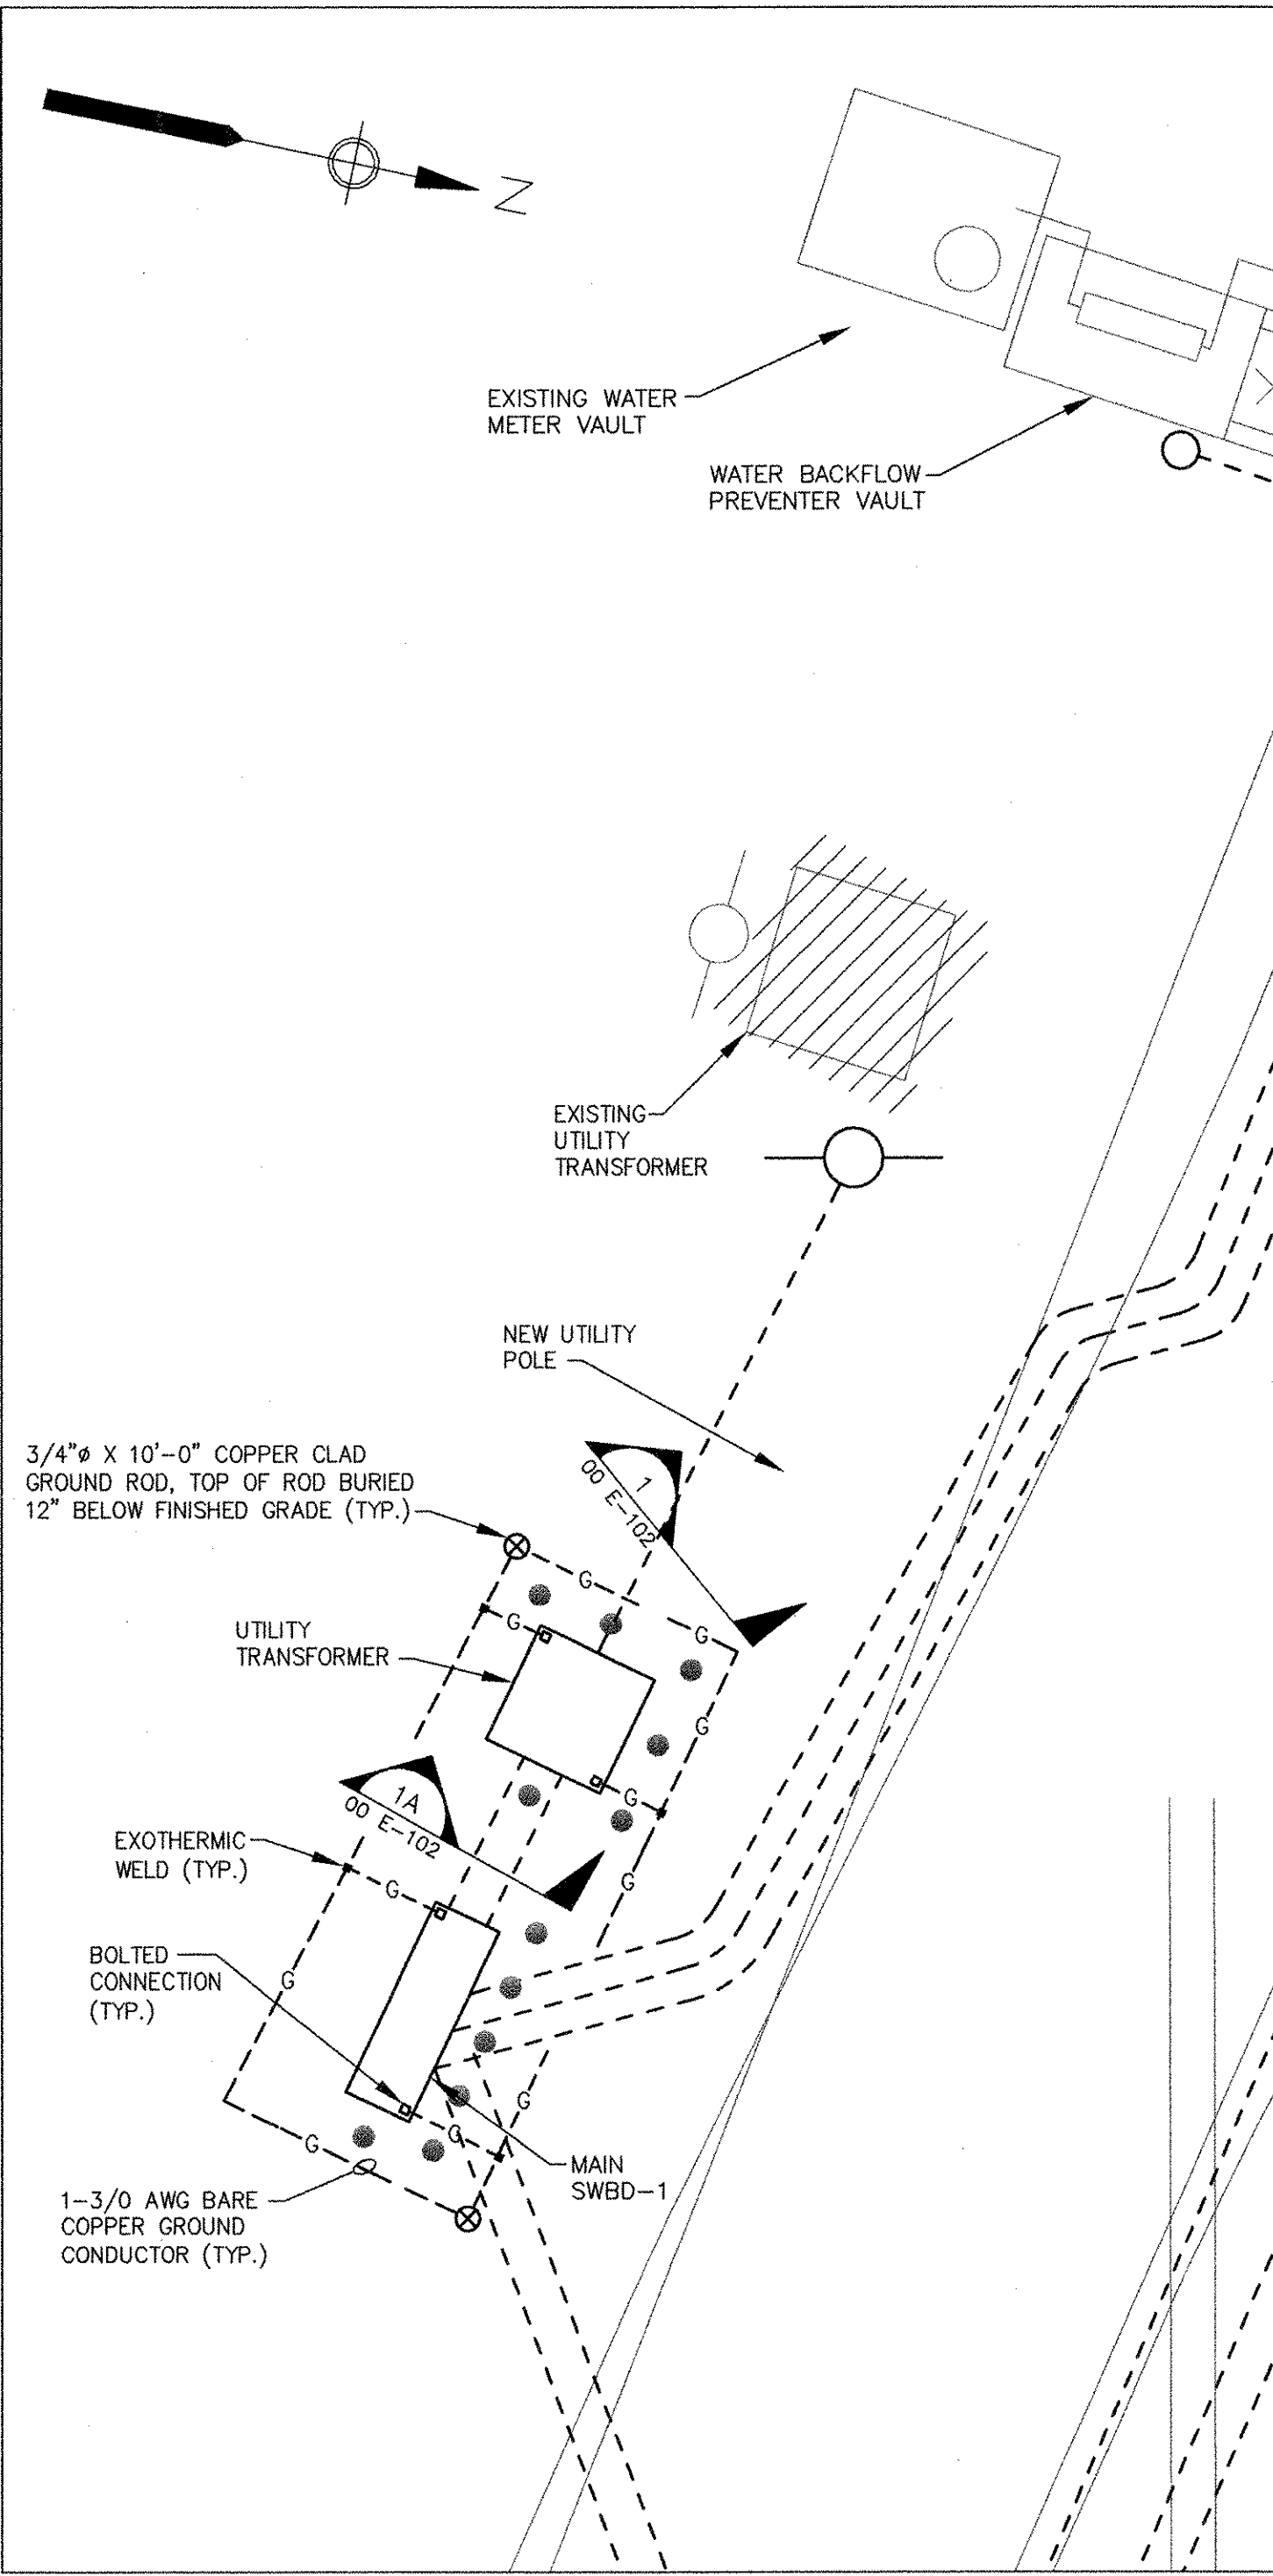 N
EXISTING WATER
METER VAULT
WATER BACKFLOW
PREVENTER VAULT
EXISTING
UTILITY
TRANSFORMER
NEW UTILITY
POLE
3/4"ø X 10'-0" COPPER CLAD
GROUND ROD, TOP OF ROD BURIED
12" BELOW FINISHED GRADE (TYP.)
1
00 E-102
G
G
G
UTILITY
TRANSFORMER
G
G
1A
00 E-102
EXOTHERMIC
WELD (TYP.)
G
G
BOLTED
CONNECTION
(TYP.)
G
G
G
G
MAIN
SWBD-1
1-3/0 AWG BARE
COPPER GROUND
CONDUCTOR (TYP.)